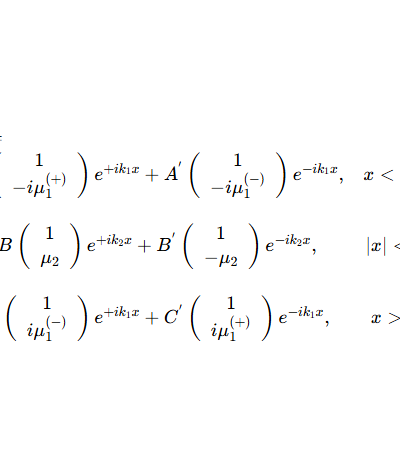 \begin{pmatrix} 1 \\ -i\mu_1^{(+)} \end{pmatrix} e^{+ik_1x} + A^{'} \begin{pmatrix} 1 \\ -i\mu_1^{(-)} \end{pmatrix} e^{-ik_1x}, \quad x <
B \begin{pmatrix} 1 \\ \mu_2 \end{pmatrix} e^{+ik_2x} + B^{'} \begin{pmatrix} 1 \\ -\mu_2 \end{pmatrix} e^{-ik_2x}, \quad |x| <
\begin{pmatrix} 1 \\ i\mu_1^{(-)} \end{pmatrix} e^{+ik_1x} + C^{'} \begin{pmatrix} 1 \\ i\mu_1^{(+)} \end{pmatrix} e^{-ik_1x}, \quad x >